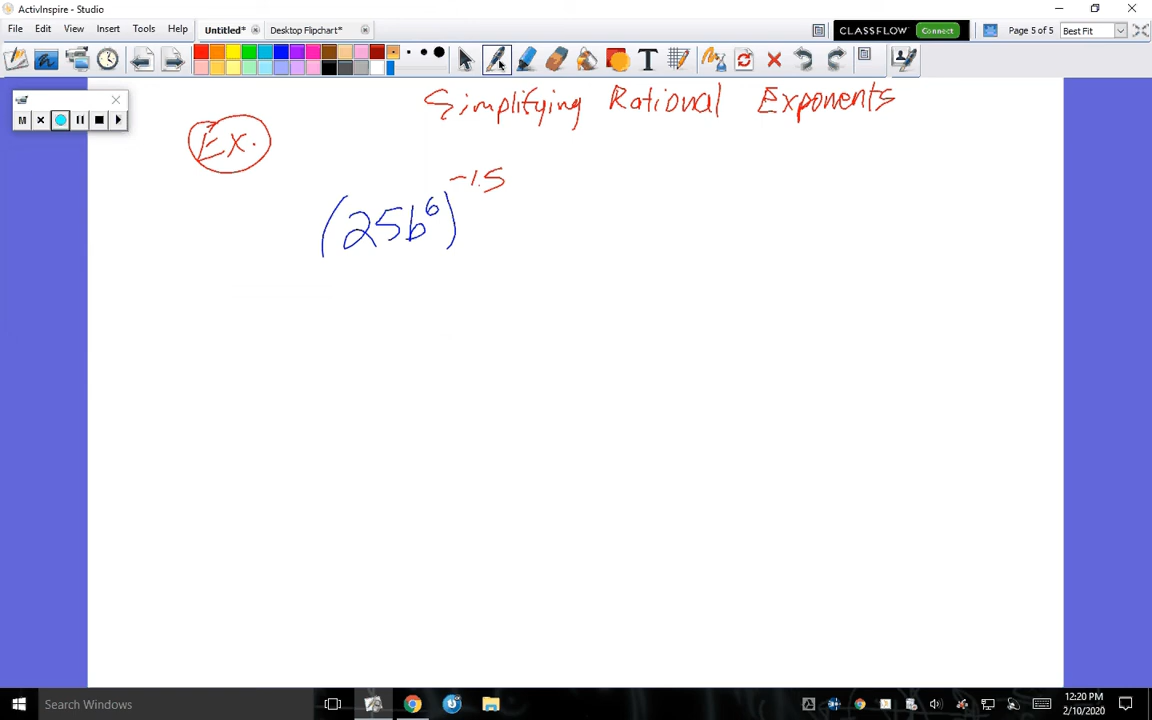 ActivInspire - Studio
File Edit View Insert Tools Help Untitled* Desktop Flipchart* CLASSFLOW Connect Page 5 of 5 Best Fit
M
Simplifying Rational Exponents
Ex.
(25b⁶)⁻¹·⁵
Search Windows
12:20 PM
2/10/2020